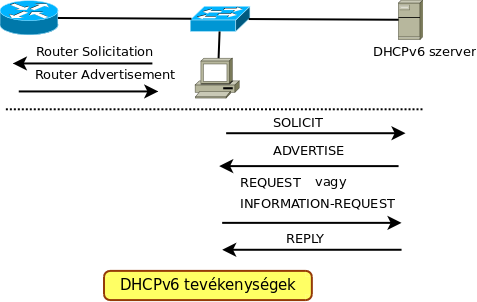 Router Solicitation
DHCPv6 szerver
Router Advertisement
SOLICIT
ADVERTISE
REQUEST vagy
INFORMATION-REQUEST
REPLY
DHCPv6 tevékenységek